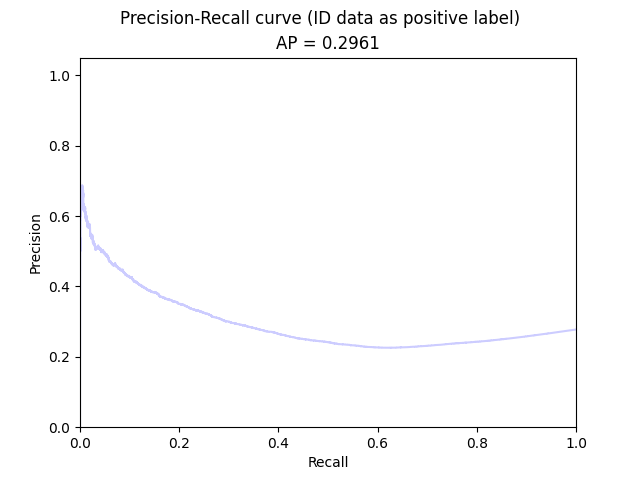 Precision-Recall curve (ID data as positive label)
AP = 0.2961
1.0
0.8
0.6
0.4
0.2
0.0
Precision
0.0 0.2 0.4 0.6 0.8 1.0
Recall